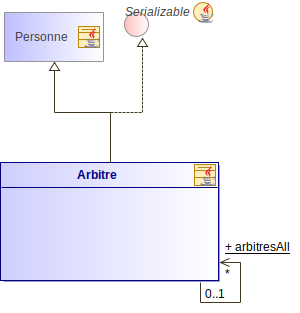 Serializable
Personne
Arbitre
+ arbitresAll
*
0..1